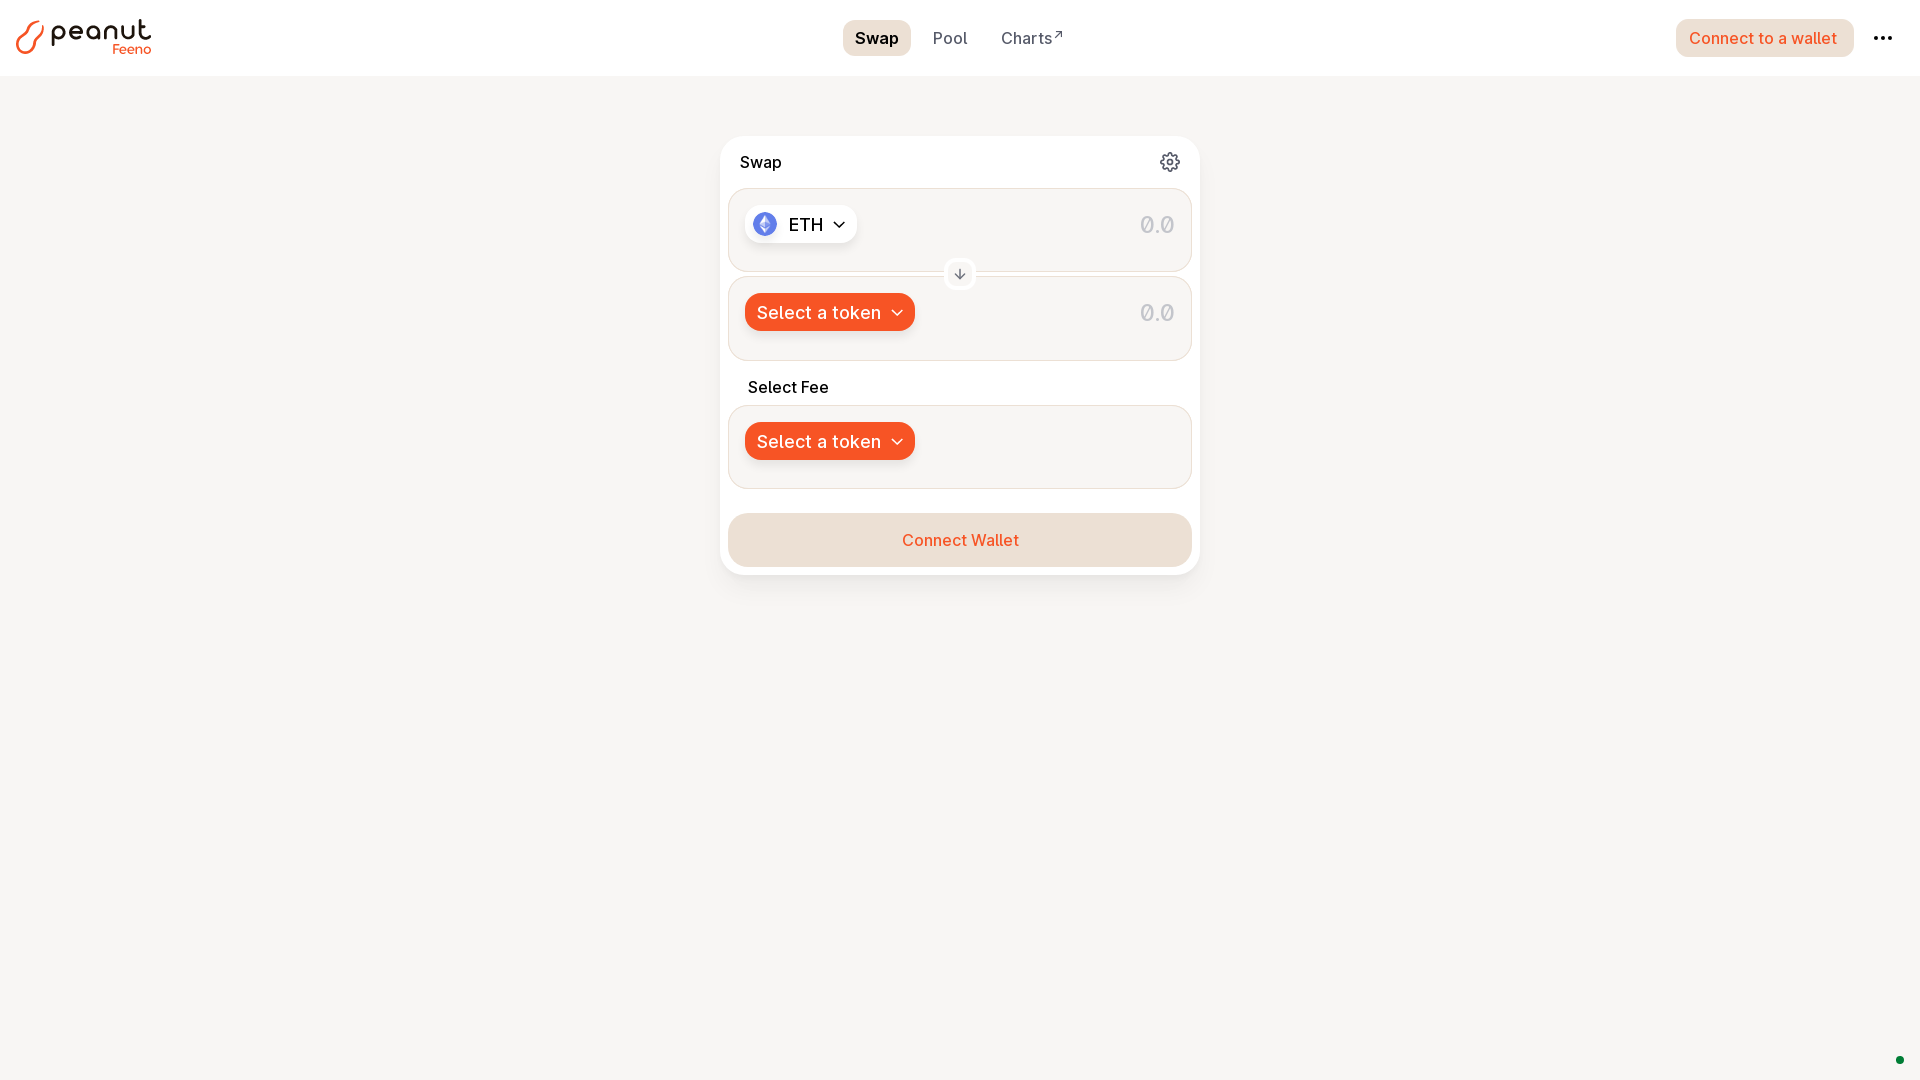 peanut
Feeno
Swap
Pool
Charts↗
Connect to a wallet
Swap
ETH
0.0
Select a token
0.0
Select Fee
Select a token
Connect Wallet